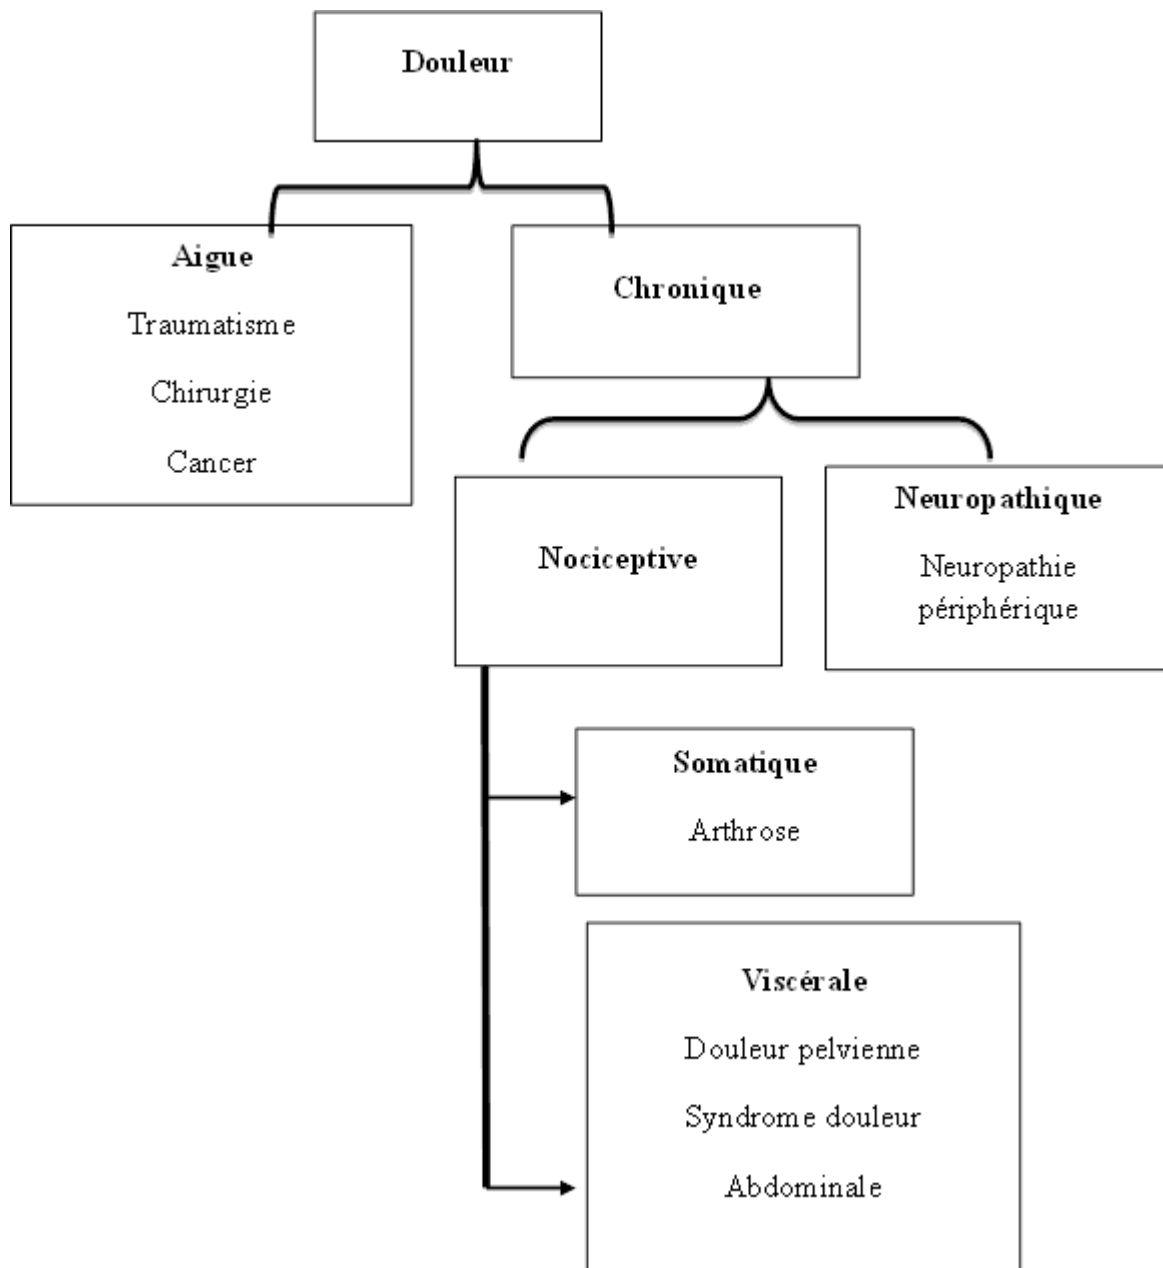 Douleur
Aigue
Traumatisme
Chirurgie
Cancer
Chronique
Nociceptive
Neuropathique
Neuropathie
périphérique
Somatique
Arthrose
Viscérale
Douleur pelvienne
Syndrome douleur
Abdominale